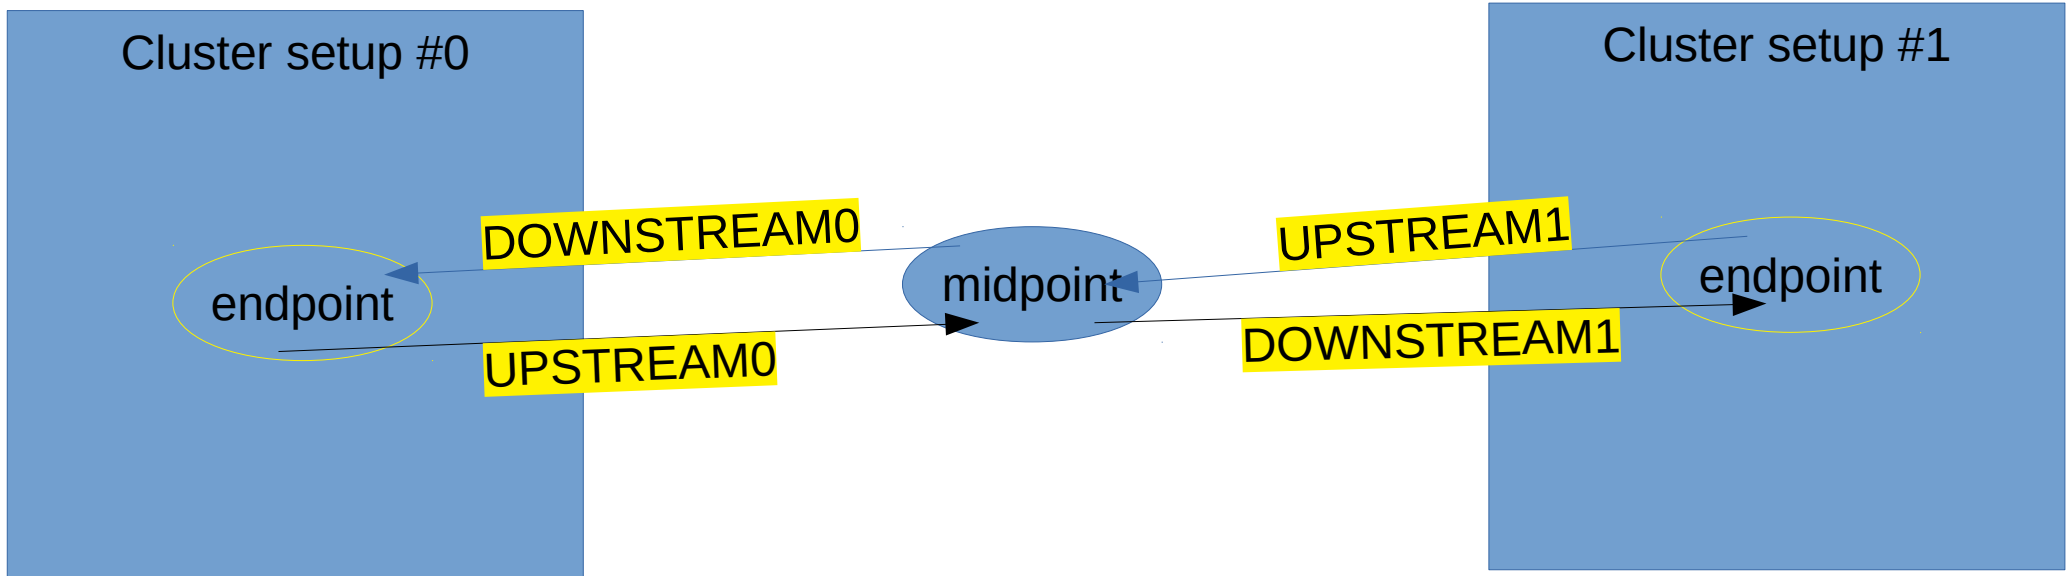 Cluster setup #0
Cluster setup #1
DOWNSTREAM0
UPSTREAM1
endpoint
midpoint
endpoint
UPSTREAM0
DOWNSTREAM1